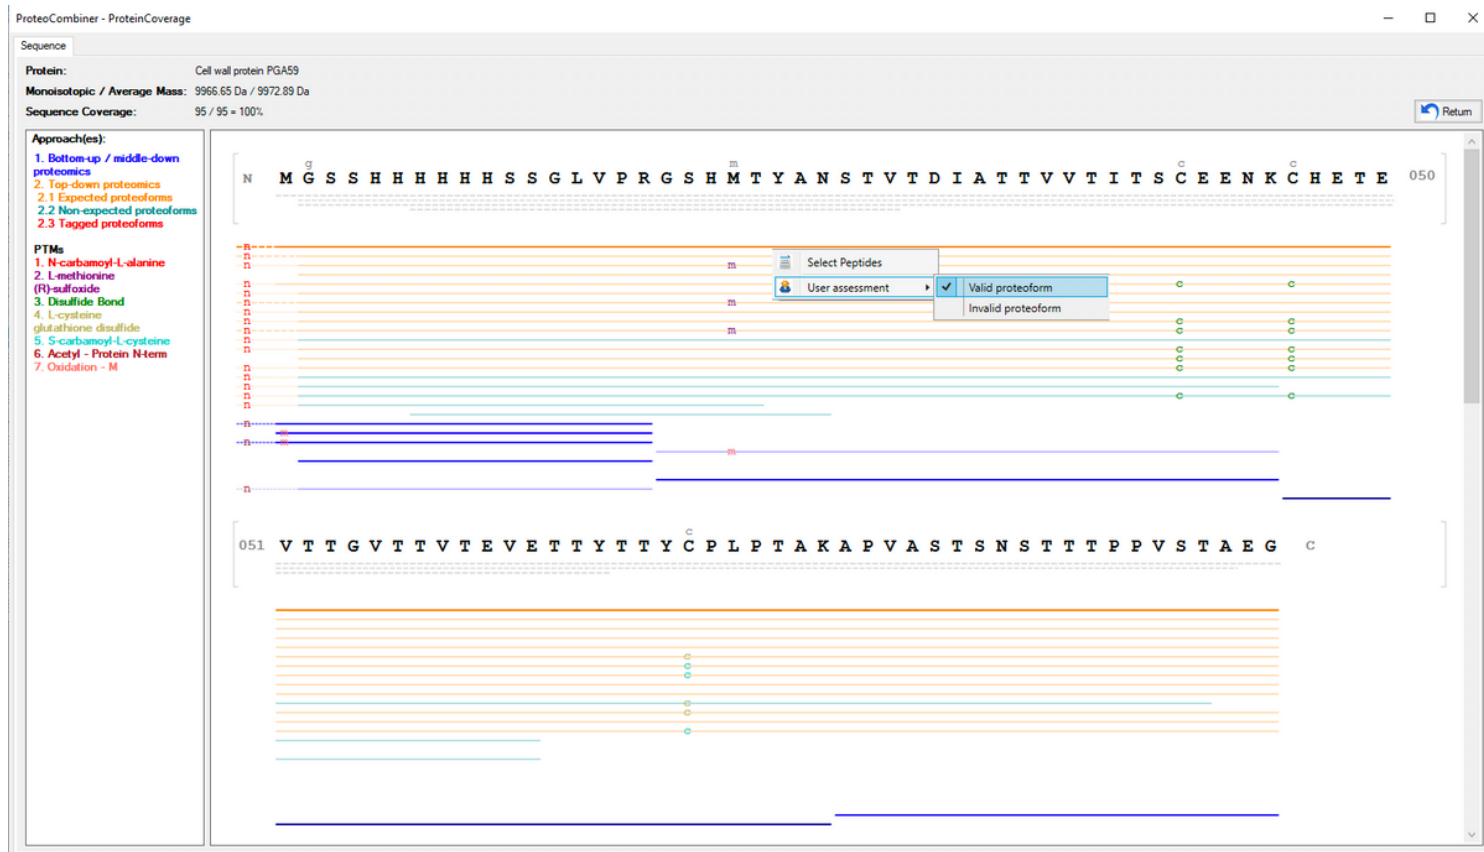 ProteoCombiner - ProteinCoverage
Sequence
Protein: Cell wall protein PGA59
Monoisotopic / Average Mass: 9966.65 Da / 9972.89 Da
Sequence Coverage: 95 / 95 = 100%
Return
Approach(es):
1. Bottom-up / middle-down
proteomics
2. Top-down proteomics
2.1 Expected proteoforms
2.2 Non-expected proteoforms
2.3 Tagged proteoforms
PTMs
1. N-carbamoyl-L-alanine
2. L-methionine
(R)-sulfoxide
3. Disulfide Bond
4. L-cysteine
glutathione disulfide
5. S-carbamoyl-L-cysteine
6. Acetyl - Protein N-term
7. Oxidation - M
g m c c
N M G S S H H H H H H S S G L V P R G S H M T Y A N S T V T D I A T T V V T I T S C E E N K C H E T E 050
n
n
n m
n c c
n
n m
n
n c c
n m c c
n
n c c
c c
n c c
n
n
n c c
n
n
m
n m
m
n
Select Peptides
User assessment
Valid proteoform
Invalid proteoform
c
051 V T T G V T T V T E V E T T Y T T Y C P L P T A K A P V A S T S N S T T T P P V S T A E G C
c
c
c
c
c
c